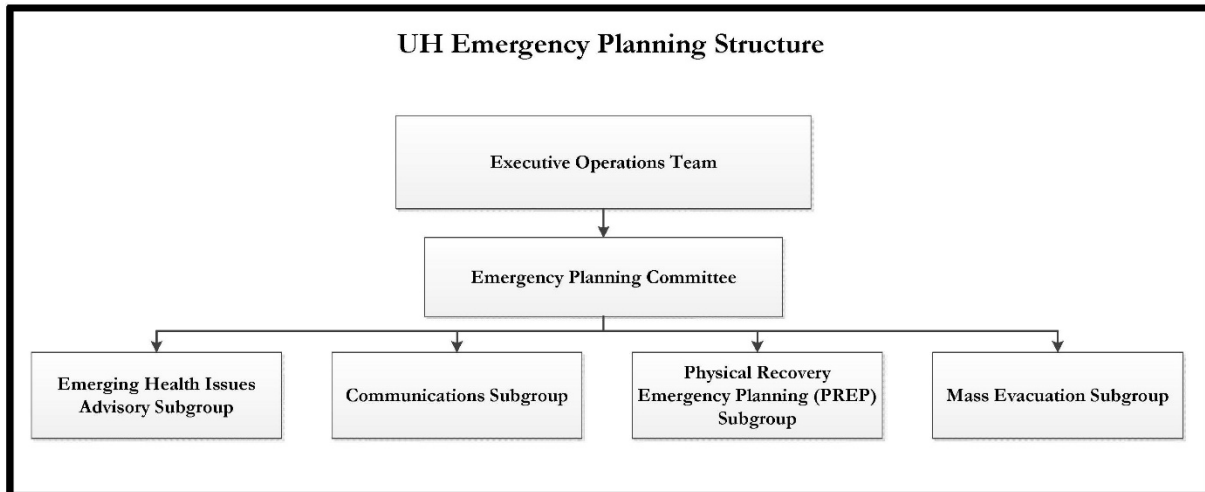 UH Emergency Planning Structure
Executive Operations Team
Emergency Planning Committee
Emerging Health Issues
Advisory Subgroup
Communications Subgroup
Physical Recovery
Emergency Planning (PREP)
Subgroup
Mass Evacuation Subgroup